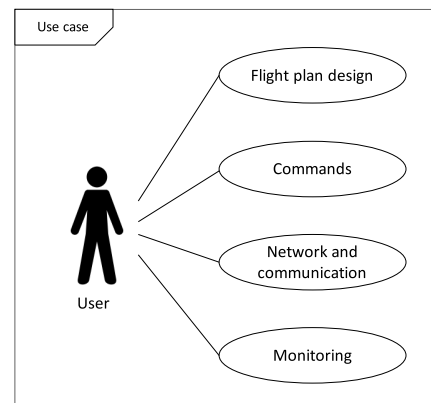 Use case
Flight plan design
Commands
Network and
communication
User
Monitoring